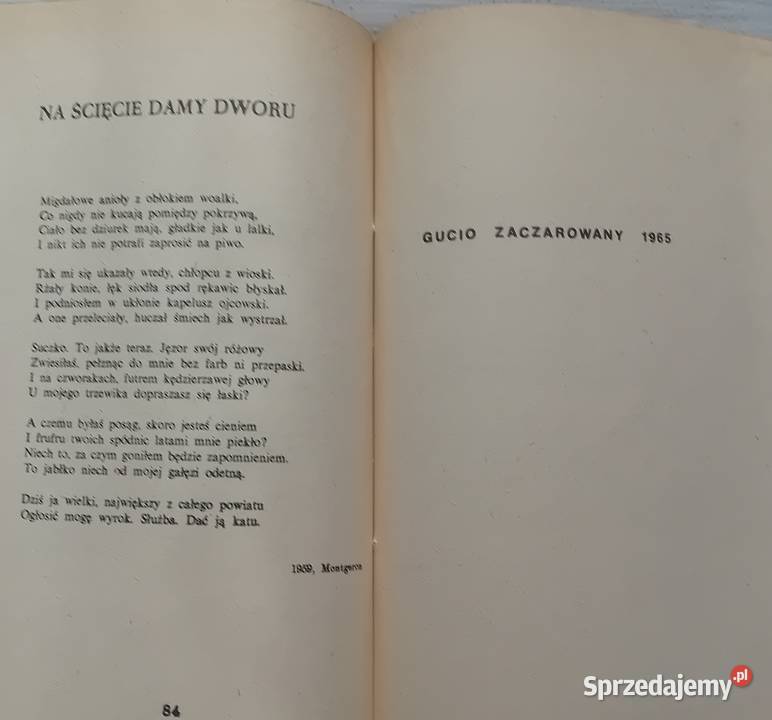 NA ŚCIĘCIE DAMY DWORU
Migdałowe anioły z obłokiem woalki,
Co nigdy nie kucają pomiędzy pokrzywą,
Ciało bez dziurek mają, gładkie jak u lalki,
I nikt ich nie potrafi zaprosić na piwo.
Tak mi się ukazały wtedy, chłopcu z wioski.
Rżały konie, łęk siodła spod rękawic błyskał.
I podniosłem w ukłonie kapelusz ojcowski.
A one przeleciały, huczał śmiech jak wystrzał.
Suczko. To jakże teraz. Jęzor swój różowy
Zwiesiłaś, pełznąc do mnie bez farb ni przepaski.
I na czworakach, futrem kędzierzawej głowy
U mojego trzewika dopraszasz się łaski?
A czemu byłaś posąg, skoro jesteś cieniem
I frufru twoich spódnic latami mnie piekło?
Niech to, za czym goniłem będzie zapomnieniem.
To jabłko niech od mojej gałęzi odetną.
Dziś ja wielki, największy z całego powiatu
Ogłosić mogę wyrok. Służba. Dać ją katu.
1959, Montgeron
84
GUCIO ZACZAROWANY 1965
Sprzedajemy.pl